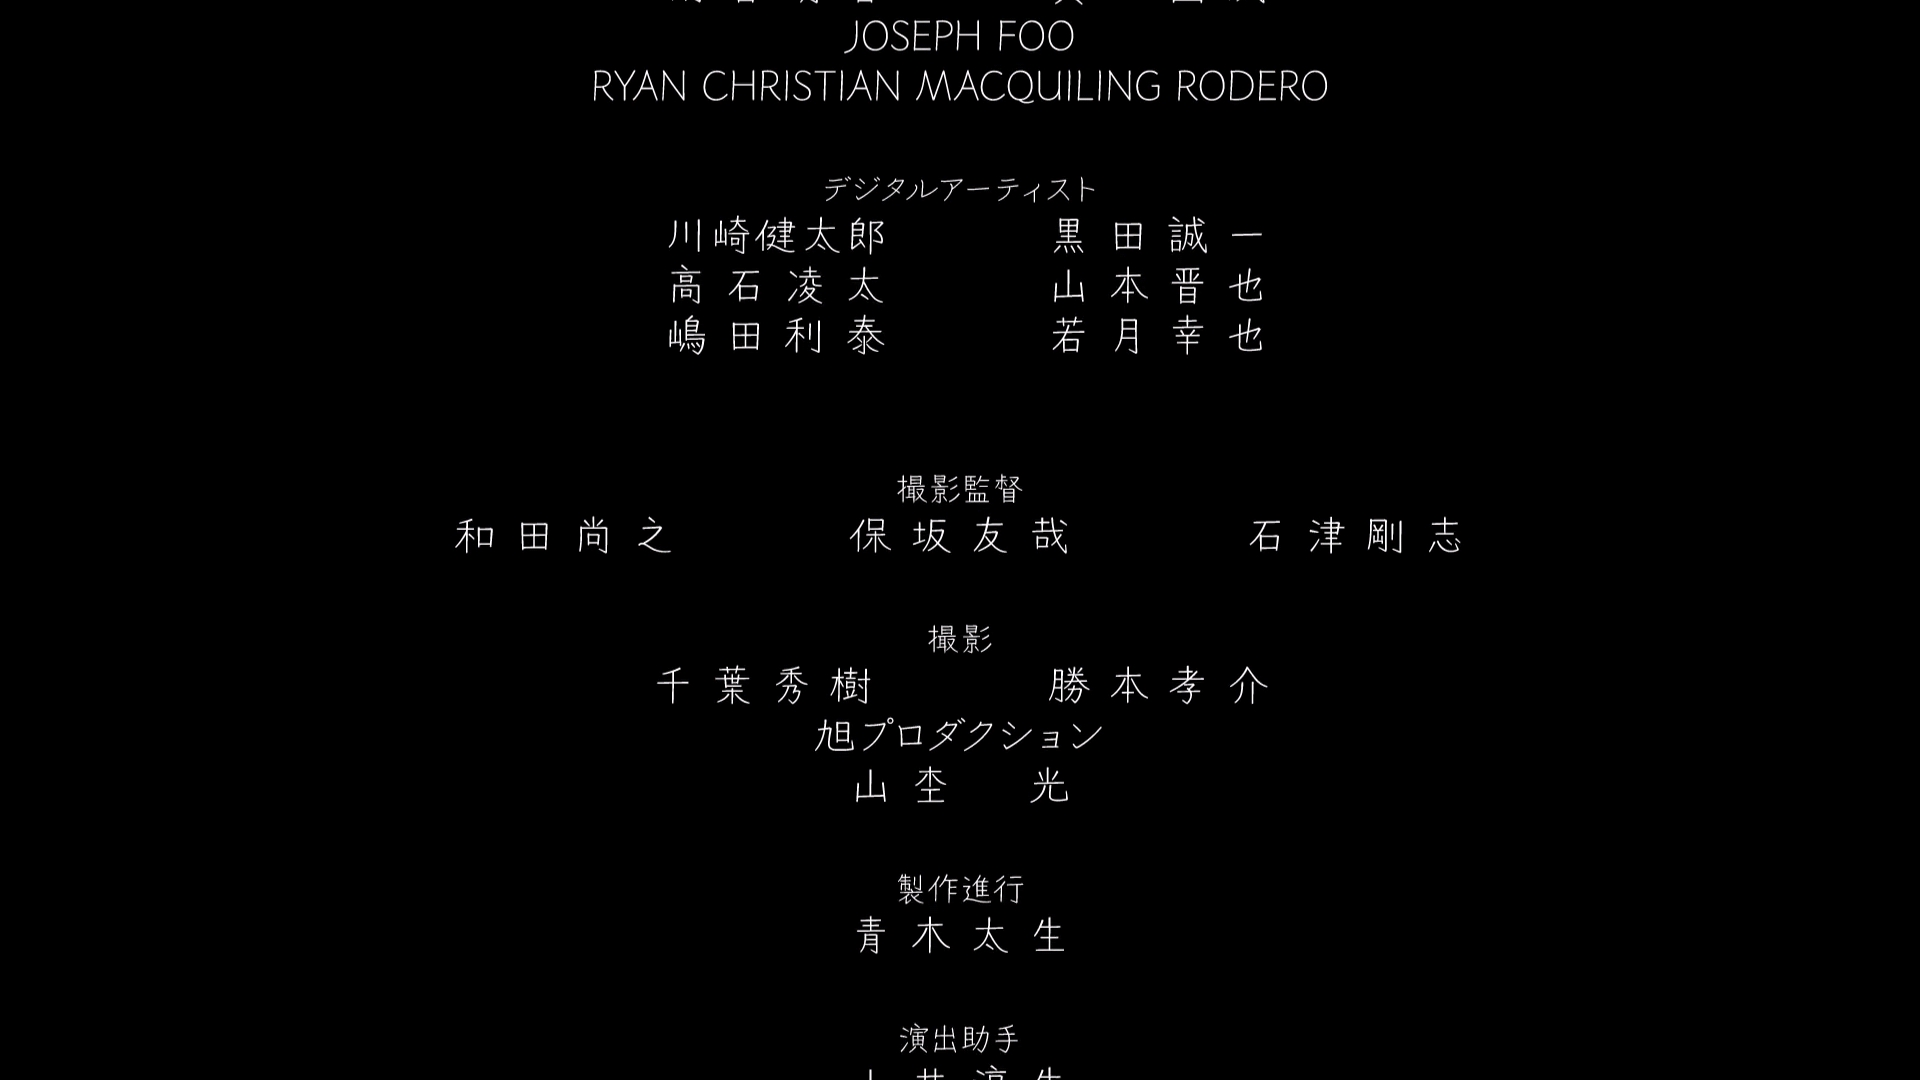 JOSEPH FOO
RYAN CHRISTIAN MACQUILING RODERO
デジタルアーティスト
川崎健太郎 黒田誠一
高石凌太 山本晋也
嶋田利泰 若月幸也
撮影監督
和田尚之 保坂友哉 石津剛志
撮影
千葉秀樹 勝本孝介
旭プロダクション
山杢 光
製作進行
青木太生
演出助手